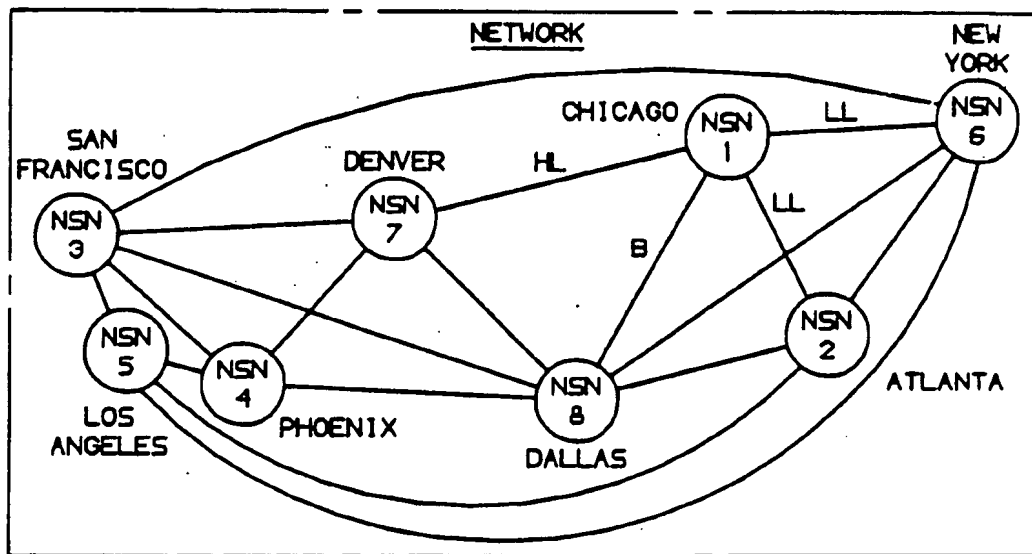 NETWORK
NEW
YORK
NSN
6
CHICAGO
NSN
1
LL
SAN
FRANCISCO
DENVER
HL
NSN
7
LL
NSN
3
B
NSN
5
NSN
4
NSN
2
NSN
8
ATLANTA
LOS
ANGELES
PHOENIX
DALLAS